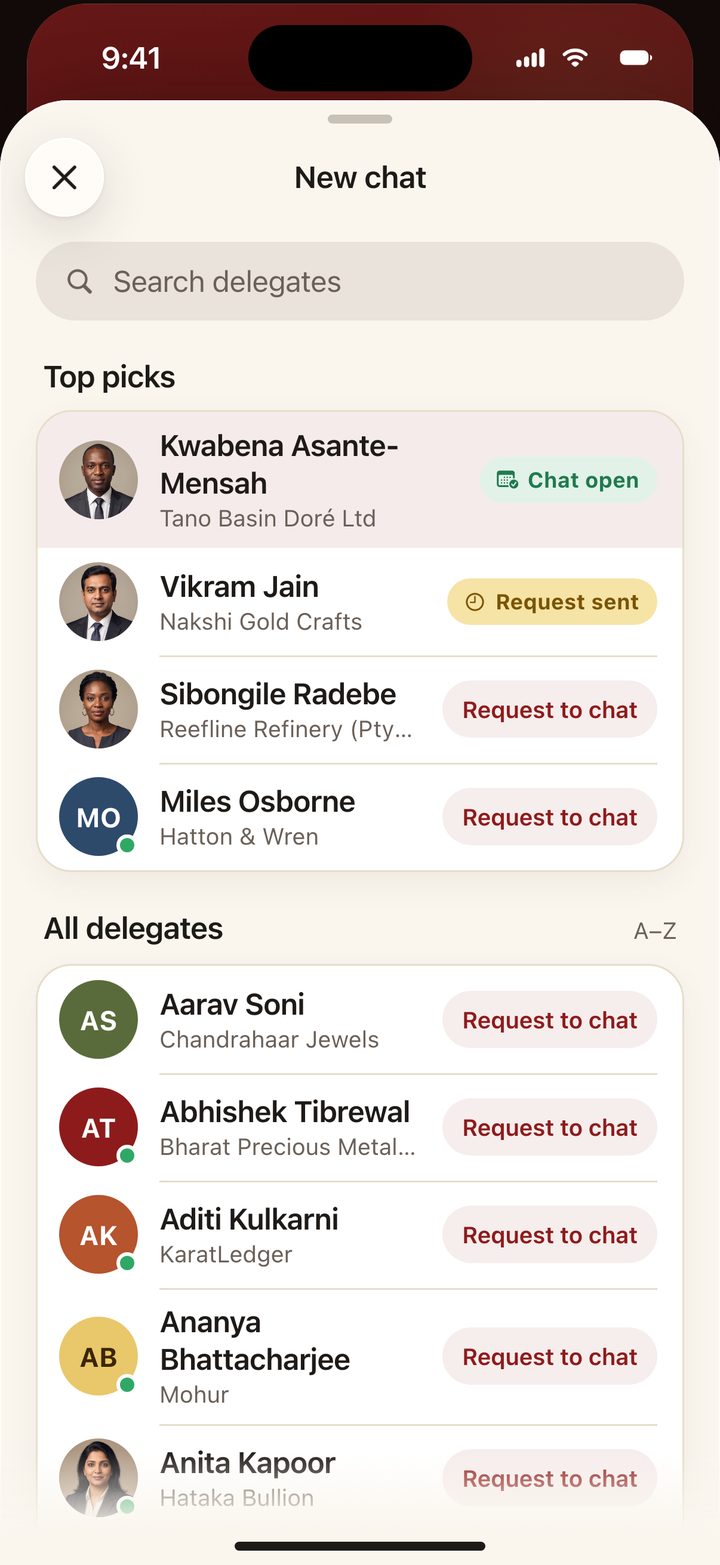 9:41
New chat
Search delegates
Top picks
Kwabena Asante-
Mensah
Tano Basin Doré Ltd
Chat open
Vikram Jain
Nakshi Gold Crafts
Request sent
Sibongile Radebe
Reefline Refinery (Pty...
Request to chat
MO
Miles Osborne
Hatton & Wren
Request to chat
All delegates
A–Z
AS
Aarav Soni
Chandrahaar Jewels
Request to chat
AT
Abhishek Tibrewal
Bharat Precious Metal...
Request to chat
AK
Aditi Kulkarni
KaratLedger
Request to chat
AB
Ananya
Bhattacharjee
Mohur
Request to chat
Anita Kapoor
Hataka Bullion
Request to chat